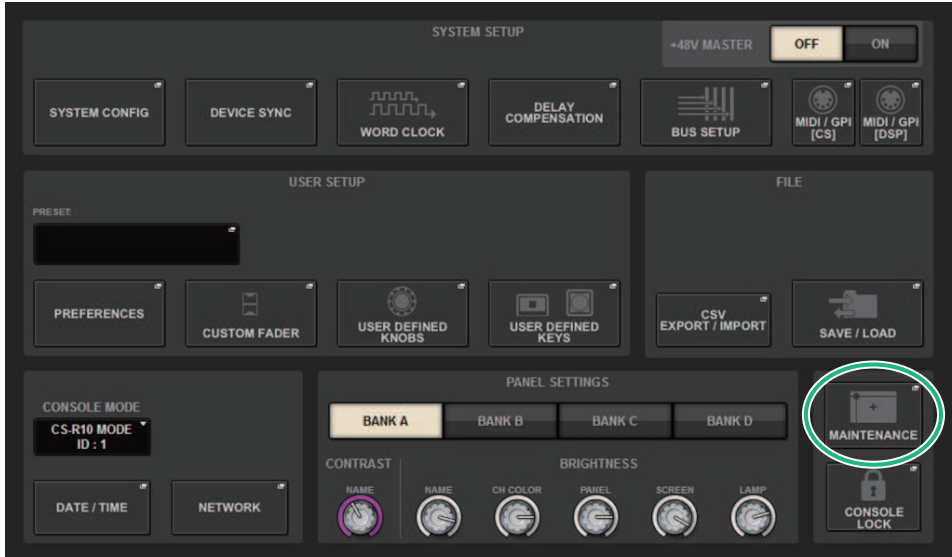 SYSTEM SETUP
+48V MASTER
OFF
ON
SYSTEM CONFIG
DEVICE SYNC
WORD CLOCK
DELAY
COMPENSATION
BUS SETUP
MIDI / GPI
[CS]
MIDI / GPI
[DSP]
USER SETUP
PRESET:
PREFERENCES
CUSTOM FADER
USER DEFINED
KNOBS
USER DEFINED
KEYS
FILE
CSV
EXPORT / IMPORT
SAVE / LOAD
CONSOLE MODE
CS-R10 MODE
ID : 1
DATE / TIME
NETWORK
PANEL SETTINGS
BANK A
BANK B
BANK C
BANK D
CONTRAST
BRIGHTNESS
NAME
NAME
CH COLOR
PANEL
SCREEN
LAMP
MAINTENANCE
CONSOLE
LOCK